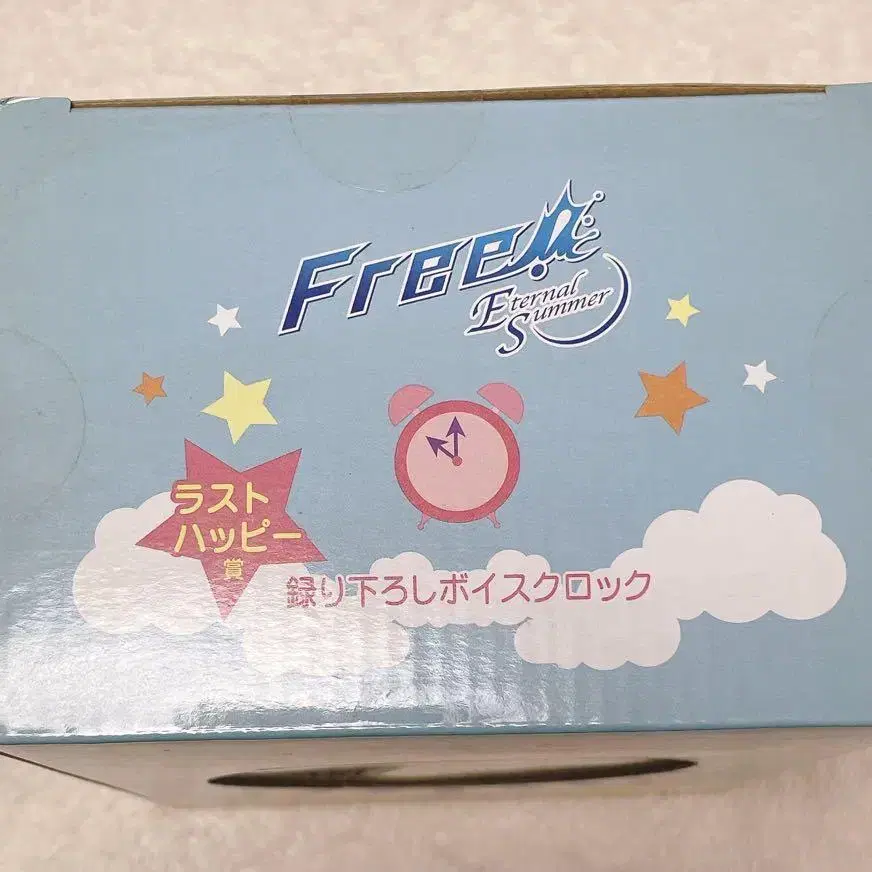 Free!
Eternal
Summer
ラスト
ハッピー
賞
録り下ろしボイスクロック